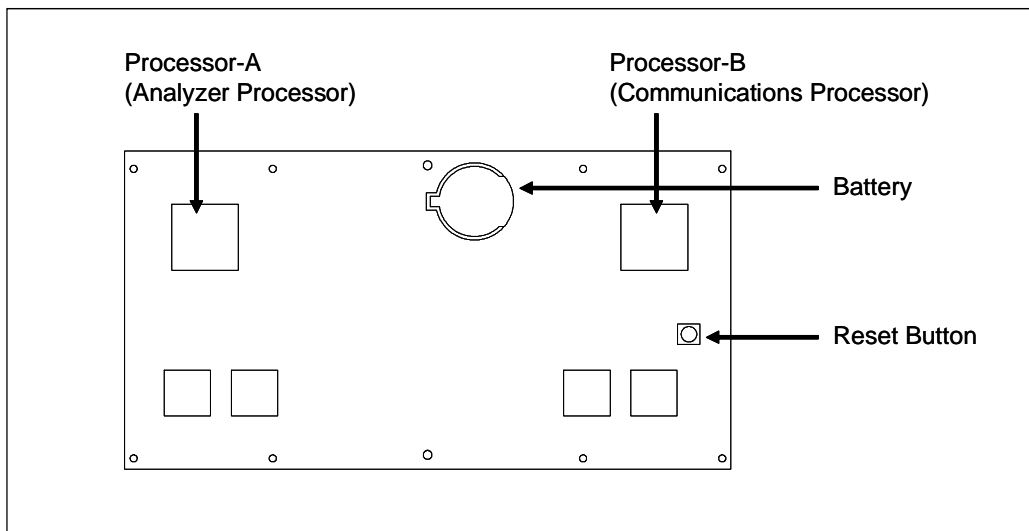 Processor-A
(Analyzer Processor)
Processor-B
(Communications Processor)
Battery
Reset Button